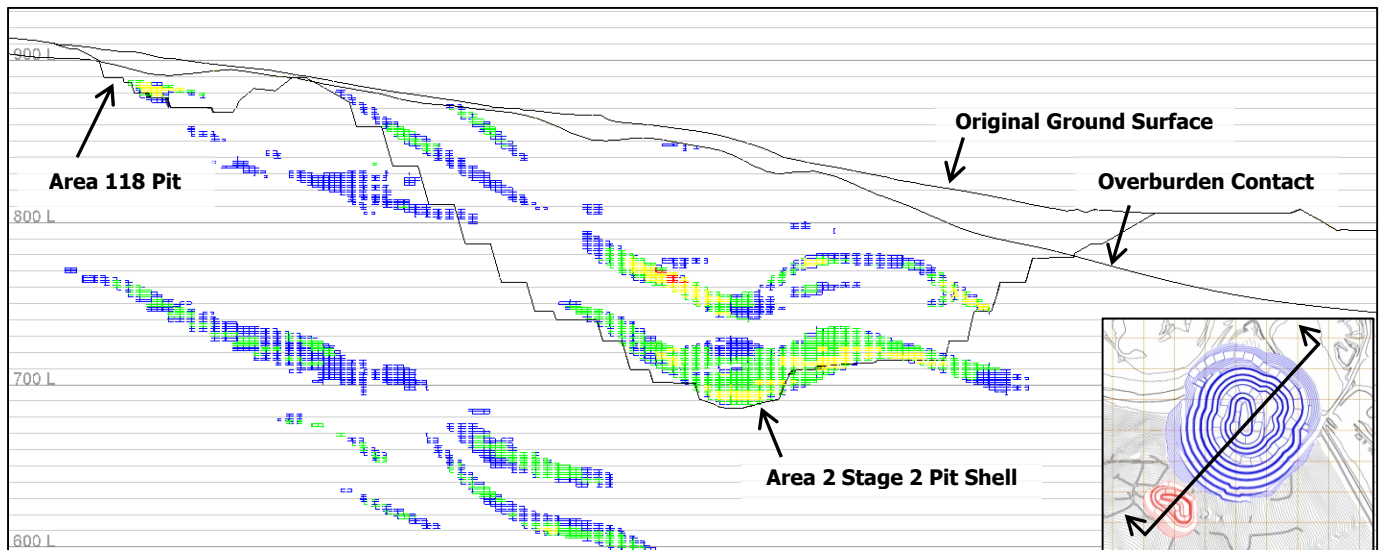 900 L
Original Ground Surface
Area 118 Pit
Overburden Contact
800 L
700 L
Area 2 Stage 2 Pit Shell
600 L